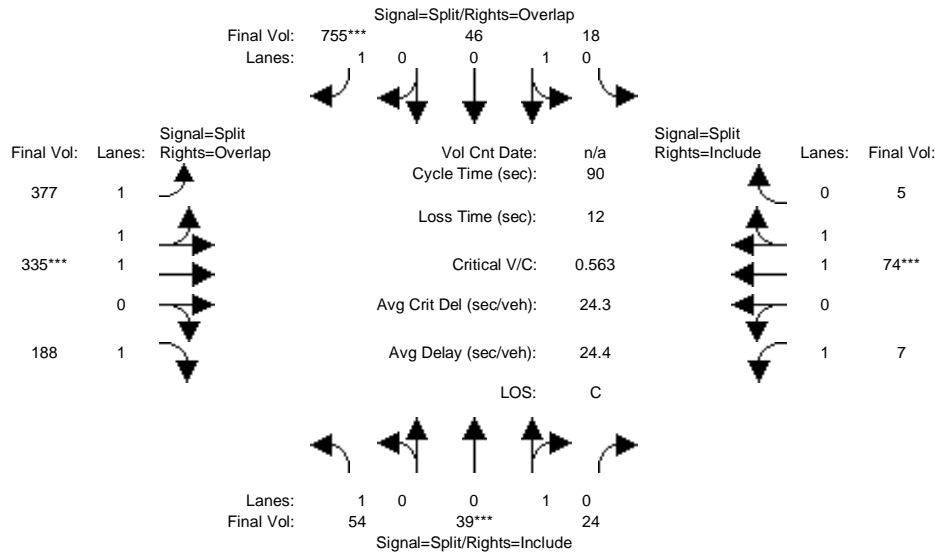 Signal=Split/Rights=Overlap
Final Vol: 755*** 46 18
Lanes: 1 0 0 1 0
Signal=Split
Final Vol: Lanes: Rights=Overlap
Vol Cnt Date: n/a
Signal=Split
Rights=Include Lanes: Final Vol:
Cycle Time (sec): 90
377 1
0 5
Loss Time (sec): 12
1
1
335*** 1
Critical V/C: 0.563
1 74***
0
Avg Crit Del (sec/veh): 24.3
0
188 1
Avg Delay (sec/veh): 24.4
1 7
LOS: C
Lanes: 1 0 0 1 0
Final Vol: 54 39*** 24
Signal=Split/Rights=Include